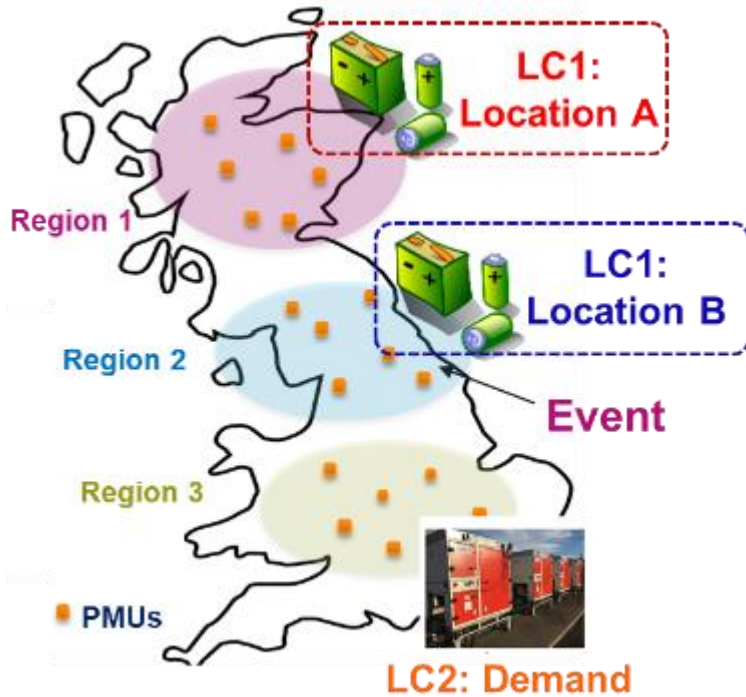 LC1:
Location A
Region 1
LC1:
Location B
Region 2
Event
Region 3
PMUs
LC2: Demand